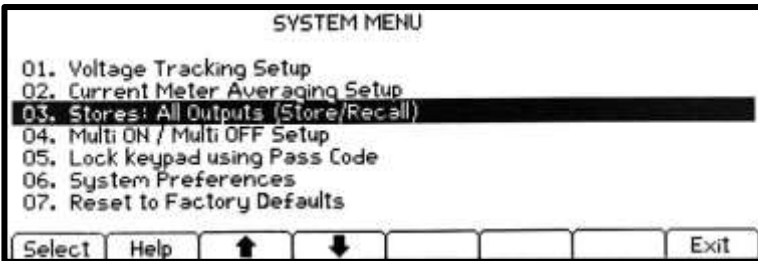 SYSTEM MENU
01. Voltage Tracking Setup
02. Current Meter Averaging Setup
03. Stores: All Outputs (Store/Recall)
04. Multi ON / Multi OFF Setup
05. Lock keypad using Pass Code
06. System Preferences
07. Reset to Factory Defaults
Select Help ⬆ ⬇ Exit